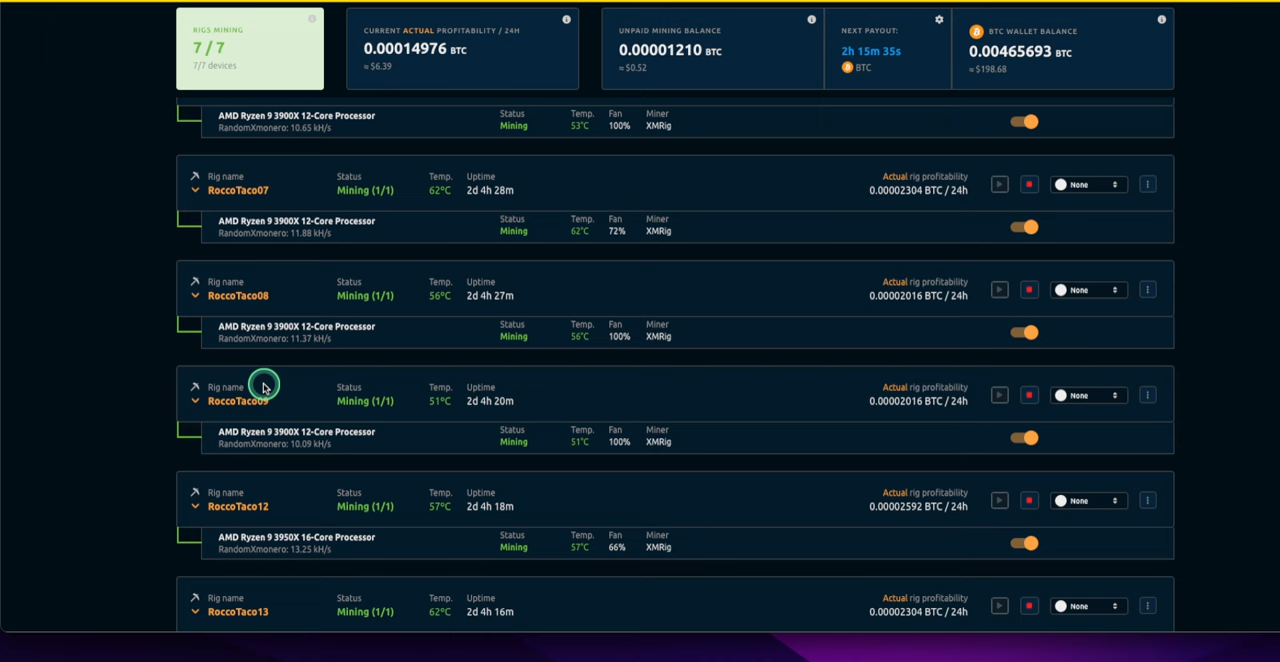 RIGS MINING
7 / 7
7/7 devices
CURRENT ACTUAL PROFITABILITY / 24H
0.00014976 BTC
≈ $6.39
UNPAID MINING BALANCE
0.00001210 BTC
≈ $0.52
NEXT PAYOUT:
2h 15m 35s
BTC
BTC WALLET BALANCE
0.00465693 BTC
≈ $198.68
AMD Ryzen 9 3900X 12-Core Processor Status Temp. Fan Miner
RandomXmonero: 10.65 kH/s Mining 53°C 100% XMRig
Rig name Status Temp. Uptime Actual rig profitability
RoccoTaco07 Mining (1/1) 62°C 2d 4h 28m 0.00002304 BTC / 24h None
AMD Ryzen 9 3900X 12-Core Processor Status Temp. Fan Miner
RandomXmonero: 11.88 kH/s Mining 62°C 72% XMRig
Rig name Status Temp. Uptime Actual rig profitability
RoccoTaco08 Mining (1/1) 56°C 2d 4h 27m 0.00002016 BTC / 24h None
AMD Ryzen 9 3900X 12-Core Processor Status Temp. Fan Miner
RandomXmonero: 11.37 kH/s Mining 56°C 100% XMRig
Rig name Status Temp. Uptime Actual rig profitability
RoccoTaco09 Mining (1/1) 51°C 2d 4h 20m 0.00002016 BTC / 24h None
AMD Ryzen 9 3900X 12-Core Processor Status Temp. Fan Miner
RandomXmonero: 10.09 kH/s Mining 51°C 100% XMRig
Rig name Status Temp. Uptime Actual rig profitability
RoccoTaco12 Mining (1/1) 57°C 2d 4h 18m 0.00002592 BTC / 24h None
AMD Ryzen 9 3950X 16-Core Processor Status Temp. Fan Miner
RandomXmonero: 13.25 kH/s Mining 57°C 66% XMRig
Rig name Status Temp. Uptime Actual rig profitability
RoccoTaco13 Mining (1/1) 62°C 2d 4h 16m 0.00002304 BTC / 24h None